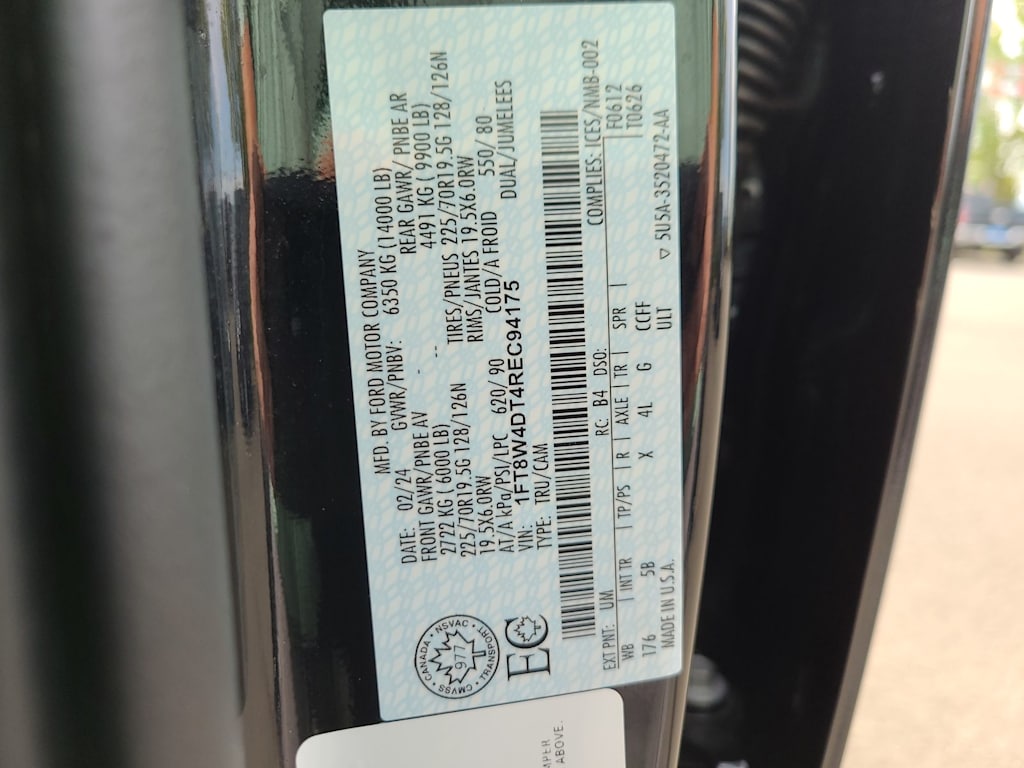 MFD. BY FORD MOTOR COMPANY
DATE: 02/24 GVWR/PNBV: 6350 KG (14000 LB)
FRONT GAWR/PNBE AV REAR GAWR/PNBE AR
2722 KG ( 6000 LB) - -- 4491 KG ( 9900 LB)
225/70R19.5G 128/126N TIRES/PNEUS 225/70R19.5G 128/126N
19.5X6.0RW RIMS/JANTES 19.5X6.0RW
AT/A kPa/PSI/LPC 620/ 90 COLD/A FROID 550/ 80
VIN: 1FT8W4DT4REC94175 DUAL/JUMELEES
TYPE: TRU/CAM
CANADA • NSVAC • TRANSPORT • CMVSS •
977
EC
COMPLIES: ICES/NMB-002
EXT PNT: UM RC: B4 DSO: F0612
WB | INT TR | TP/PS | R | AXLE | TR | SPR | T0626
176 5B X 4L G CCFF
MADE IN U.S.A. ULT ▽ 5U5A-3520472-AA
ABOVE.